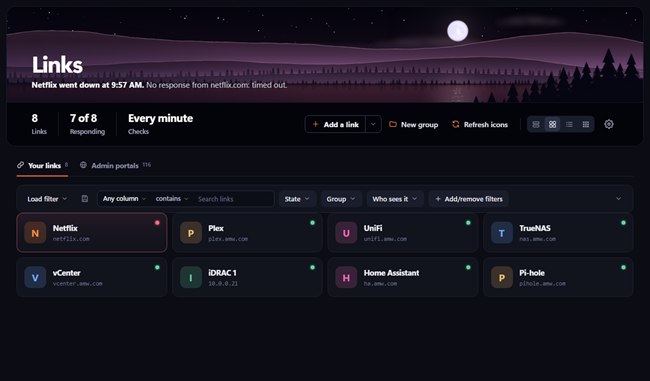 Links
Netflix went down at 9:57 AM. No response from netflix.com: timed out.
8
Links
7 of 8
Responding
Every minute
Checks
Add a link
New group
Refresh icons
Your links 8
Admin portals 116
Load filter
Any column
contains
Search links
State
Group
Who sees it
Add/remove filters
N
Netflix
netflix.com
P
Plex
plex.amw.com
U
UniFi
unifi.amw.com
T
TrueNAS
nas.amw.com
V
vCenter
vcenter.amw.com
I
iDRAC 1
10.0.0.21
H
Home Assistant
ha.amw.com
P
Pi-hole
pihole.amw.com